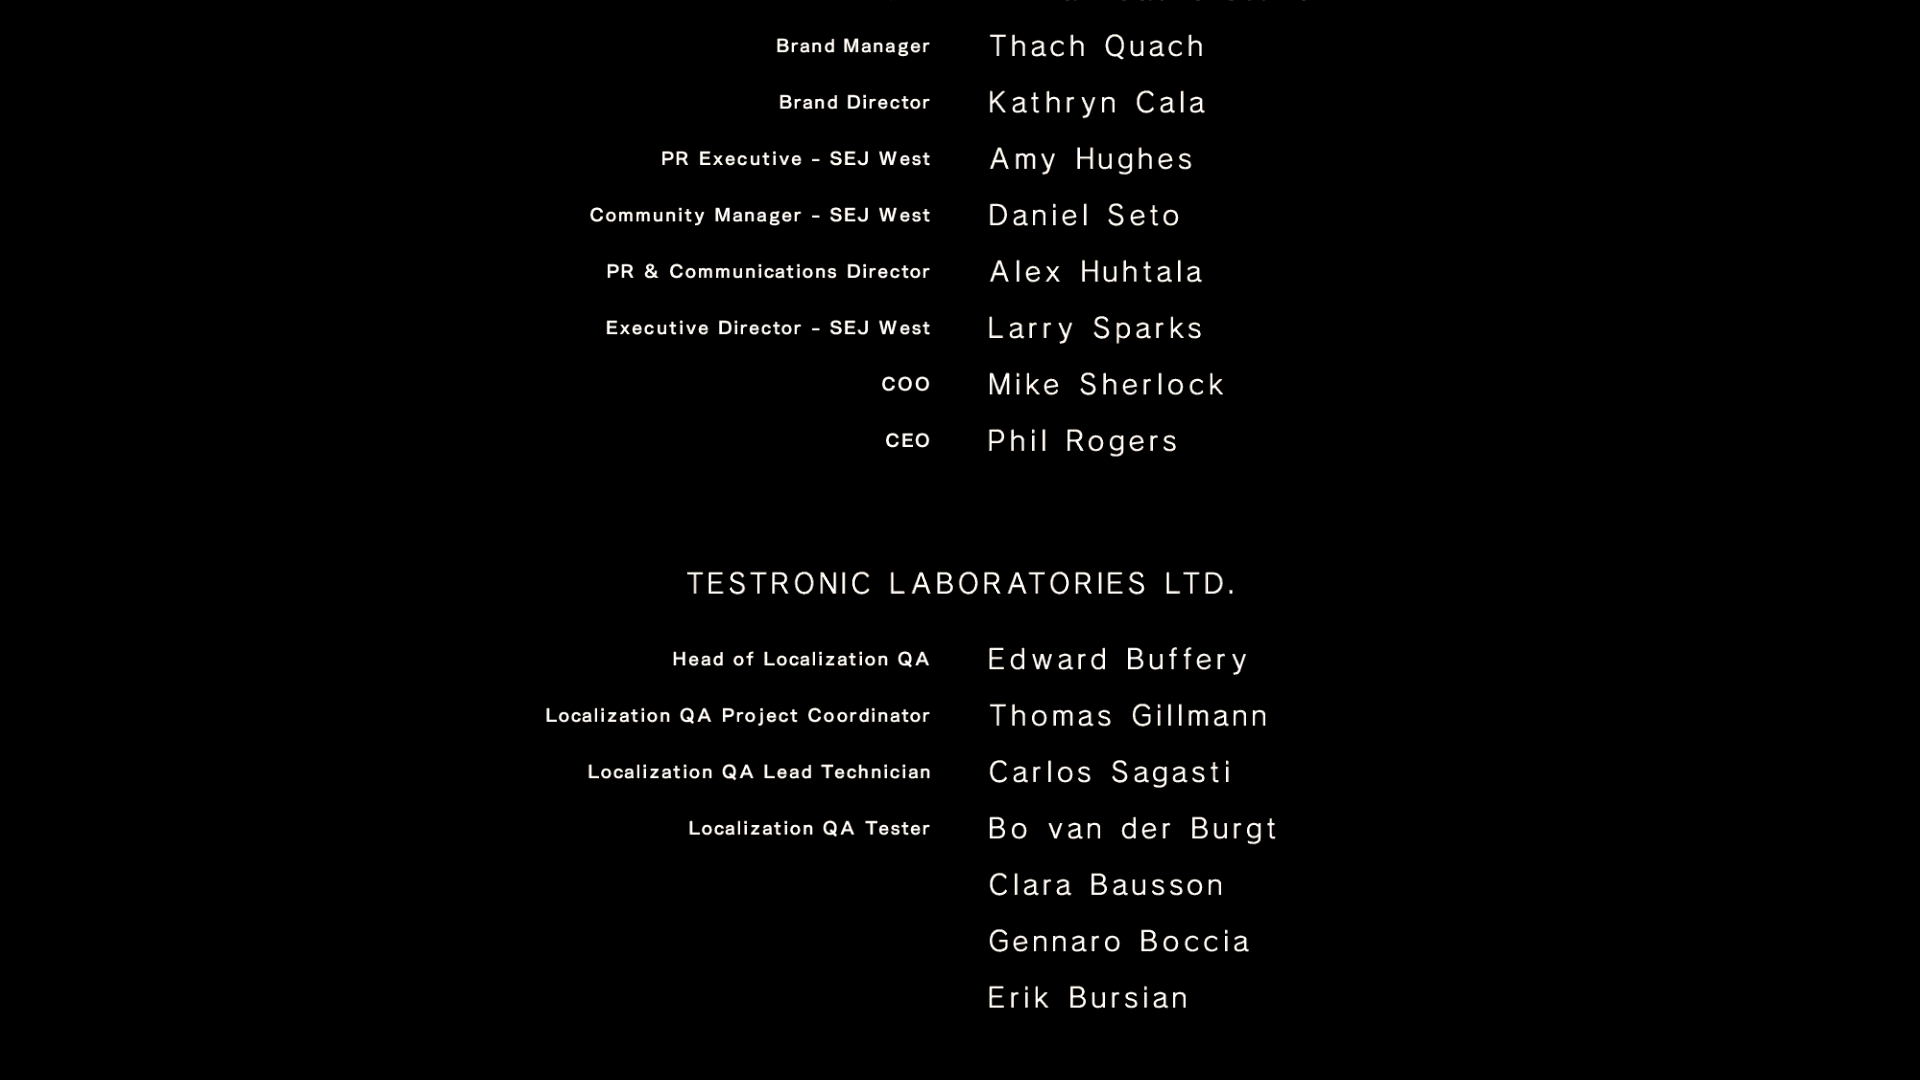 Brand Manager Thach Quach
Brand Director Kathryn Cala
PR Executive - SEJ West Amy Hughes
Community Manager - SEJ West Daniel Seto
PR & Communications Director Alex Huhtala
Executive Director - SEJ West Larry Sparks
COO Mike Sherlock
CEO Phil Rogers
TESTRONIC LABORATORIES LTD.
Head of Localization QA Edward Buffery
Localization QA Project Coordinator Thomas Gillmann
Localization QA Lead Technician Carlos Sagasti
Localization QA Tester Bo van der Burgt
Clara Bausson
Gennaro Boccia
Erik Bursian